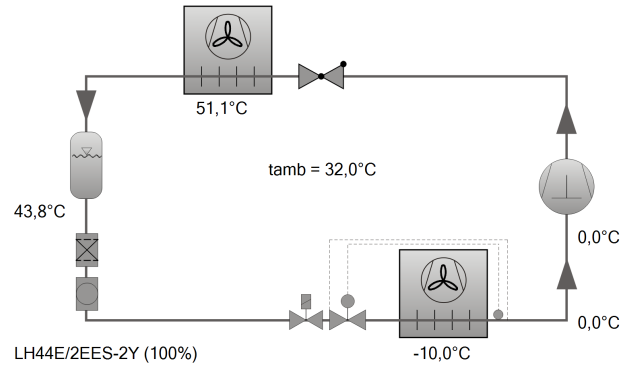 51,1°C
tamb = 32,0°C
43,8°C
0,0°C
0,0°C
LH44E/2EES-2Y (100%)
-10,0°C